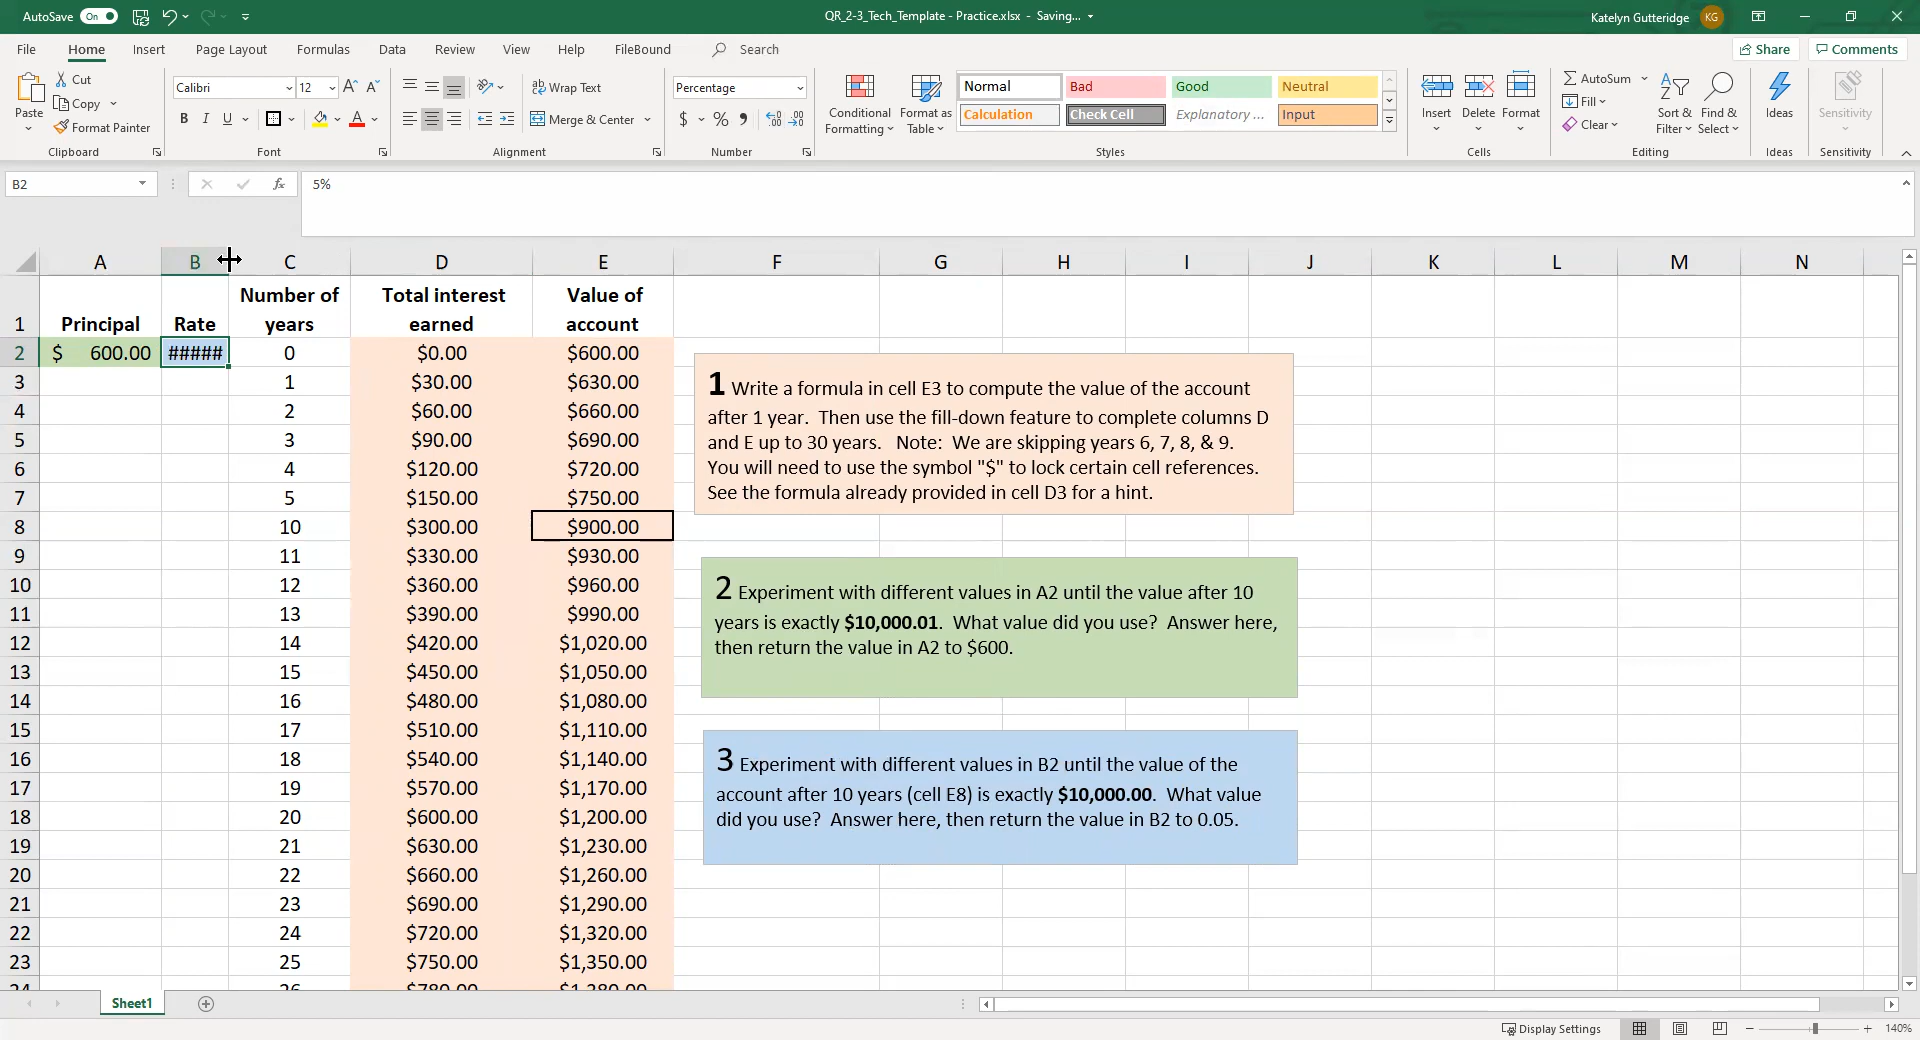 AutoSave On
QR_2-3_Tech_Template - Practice.xlsx - Saving...
Katelyn Gutteridge KG
File Home Insert Page Layout Formulas Data Review View Help FileBound Search
Share Comments
Paste
Cut
Copy
Format Painter
Clipboard
Calibri 12
B I U
Font
Wrap Text
Merge & Center
Alignment
Percentage
$ % 9
Number
Conditional Formatting
Format as Table
Normal Bad Good Neutral
Calculation Check Cell Explanatory ... Input
Styles
Insert Delete Format
Cells
AutoSum
Fill
Clear
Sort & Filter
Find & Select
Editing
Ideas
Ideas
Sensitivity
Sensitivity
B2 fx 5%
A B C D E F G H I J K L M N
1 Principal Rate Number of years Total interest earned Value of account
2 $ 600.00 ##### 0 $0.00 $600.00
3 1 $30.00 $630.00
4 2 $60.00 $660.00
5 3 $90.00 $690.00
6 4 $120.00 $720.00
7 5 $150.00 $750.00
8 10 $300.00 $900.00
9 11 $330.00 $930.00
10 12 $360.00 $960.00
11 13 $390.00 $990.00
12 14 $420.00 $1,020.00
13 15 $450.00 $1,050.00
14 16 $480.00 $1,080.00
15 17 $510.00 $1,110.00
16 18 $540.00 $1,140.00
17 19 $570.00 $1,170.00
18 20 $600.00 $1,200.00
19 21 $630.00 $1,230.00
20 22 $660.00 $1,260.00
21 23 $690.00 $1,290.00
22 24 $720.00 $1,320.00
23 25 $750.00 $1,350.00
24 26 $780.00 $1,380.00
1 Write a formula in cell E3 to compute the value of the account
after 1 year. Then use the fill-down feature to complete columns D
and E up to 30 years. Note: We are skipping years 6, 7, 8, & 9.
You will need to use the symbol "$" to lock certain cell references.
See the formula already provided in cell D3 for a hint.
2 Experiment with different values in A2 until the value after 10
years is exactly $10,000.01. What value did you use? Answer here,
then return the value in A2 to $600.
3 Experiment with different values in B2 until the value of the
account after 10 years (cell E8) is exactly $10,000.00. What value
did you use? Answer here, then return the value in B2 to 0.05.
Sheet1
Display Settings
140%